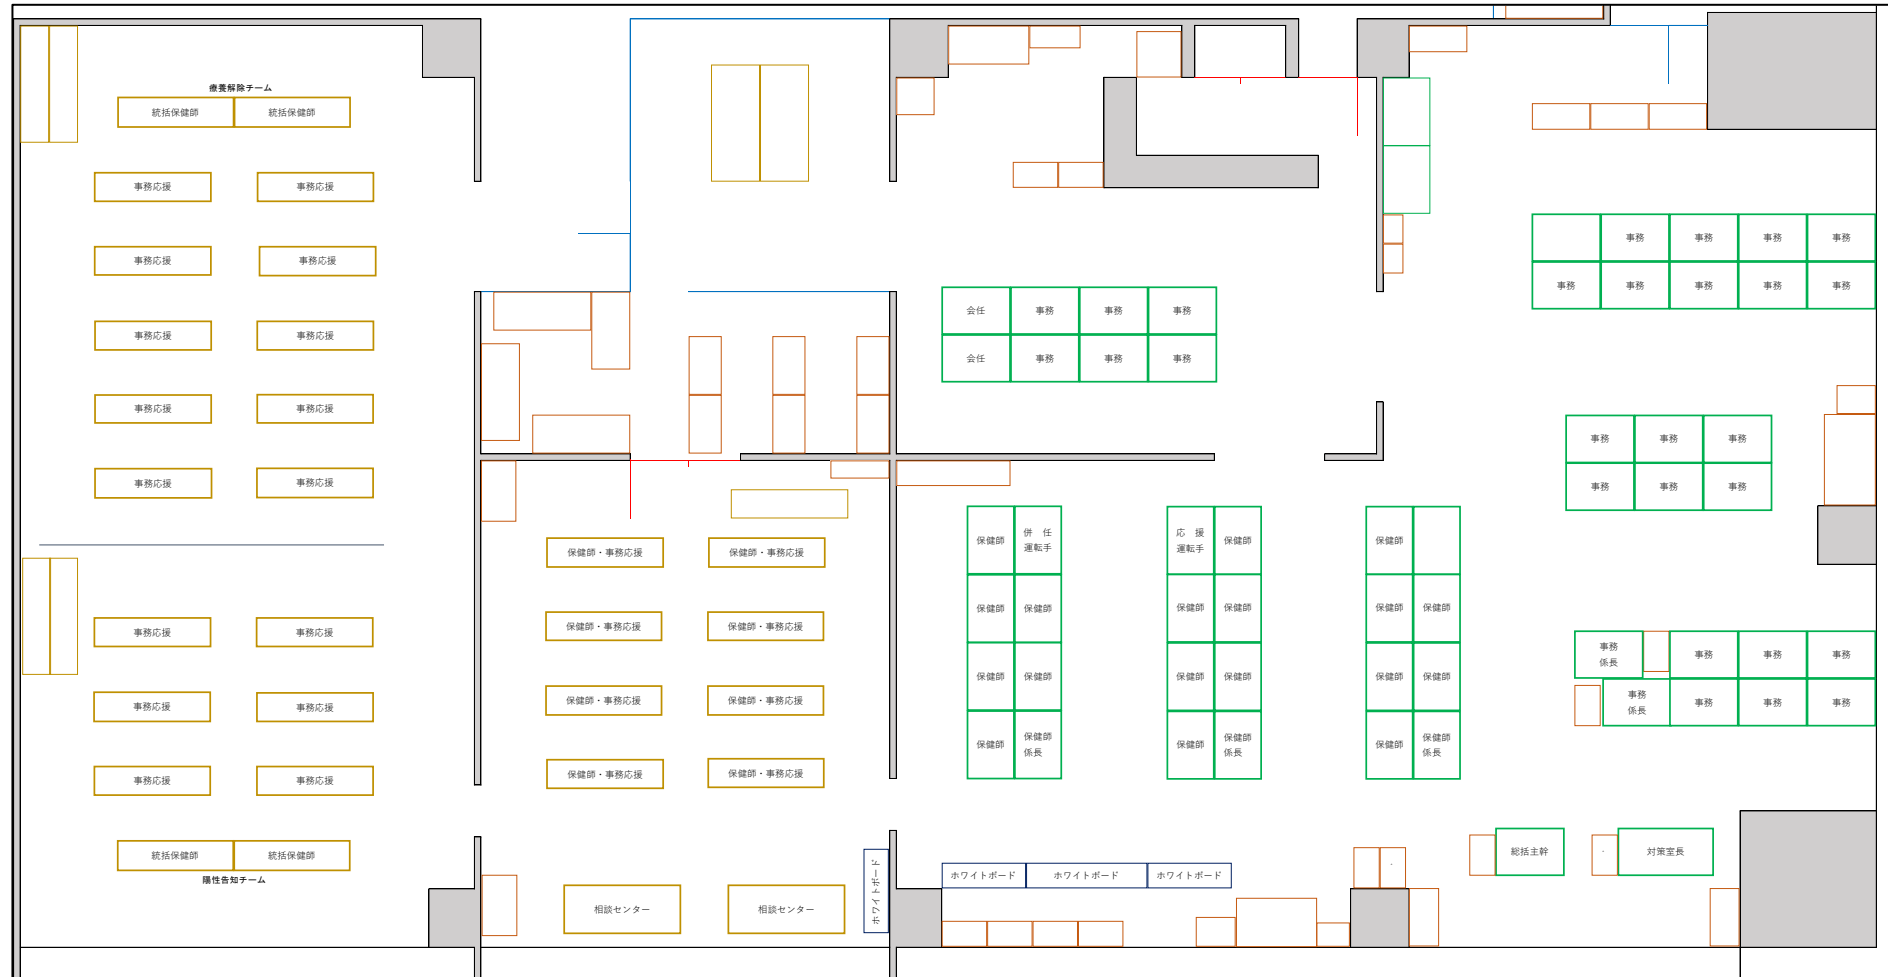 療養解除チーム
統括保健師 統括保健師
事務応援 事務応援
事務応援 事務応援
事務応援 事務応援
事務応援 事務応援
事務応援 事務応援
事務応援 事務応援
事務応援 事務応援
事務応援 事務応援
統括保健師 統括保健師
陽性告知チーム
保健師・事務応援 保健師・事務応援
保健師・事務応援 保健師・事務応援
保健師・事務応援 保健師・事務応援
保健師・事務応援 保健師・事務応援
相談センター 相談センター
ホワイトボード
会任 事務 事務 事務
会任 事務 事務 事務
保健師 併　任
運転手
保健師 保健師
保健師 保健師
保健師 保健師
係長
応　援
運転手 保健師
保健師 保健師
保健師 保健師
保健師 保健師
係長
保健師
保健師 保健師
保健師 保健師
保健師 保健師
係長
ホワイトボード ホワイトボード ホワイトボード
事務 事務 事務 事務
事務 事務 事務 事務 事務
事務 事務 事務
事務 事務 事務
事務
係長 事務 事務 事務
事務
係長 事務 事務 事務
総括主幹 対策室長